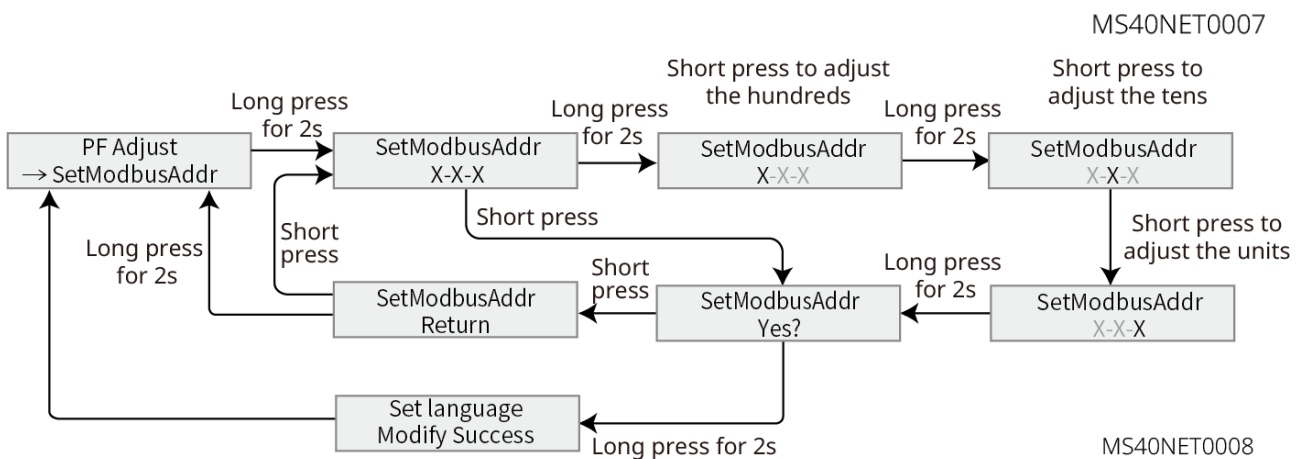 MS40NET0007
Short press to adjust
the hundreds
Short press to
adjust the tens
Long press
for 2s
Long press
for 2s
Long press
for 2s
PF Adjust
→ SetModbusAddr
SetModbusAddr
X-X-X
SetModbusAddr
X-X-X
SetModbusAddr
X-X-X
Short press
Short press to
adjust the units
Long press
for 2s
Short
press
Short
press
Long press
for 2s
SetModbusAddr
Return
SetModbusAddr
Yes?
SetModbusAddr
X-X-X
Set language
Modify Success
Long press for 2s
MS40NET0008